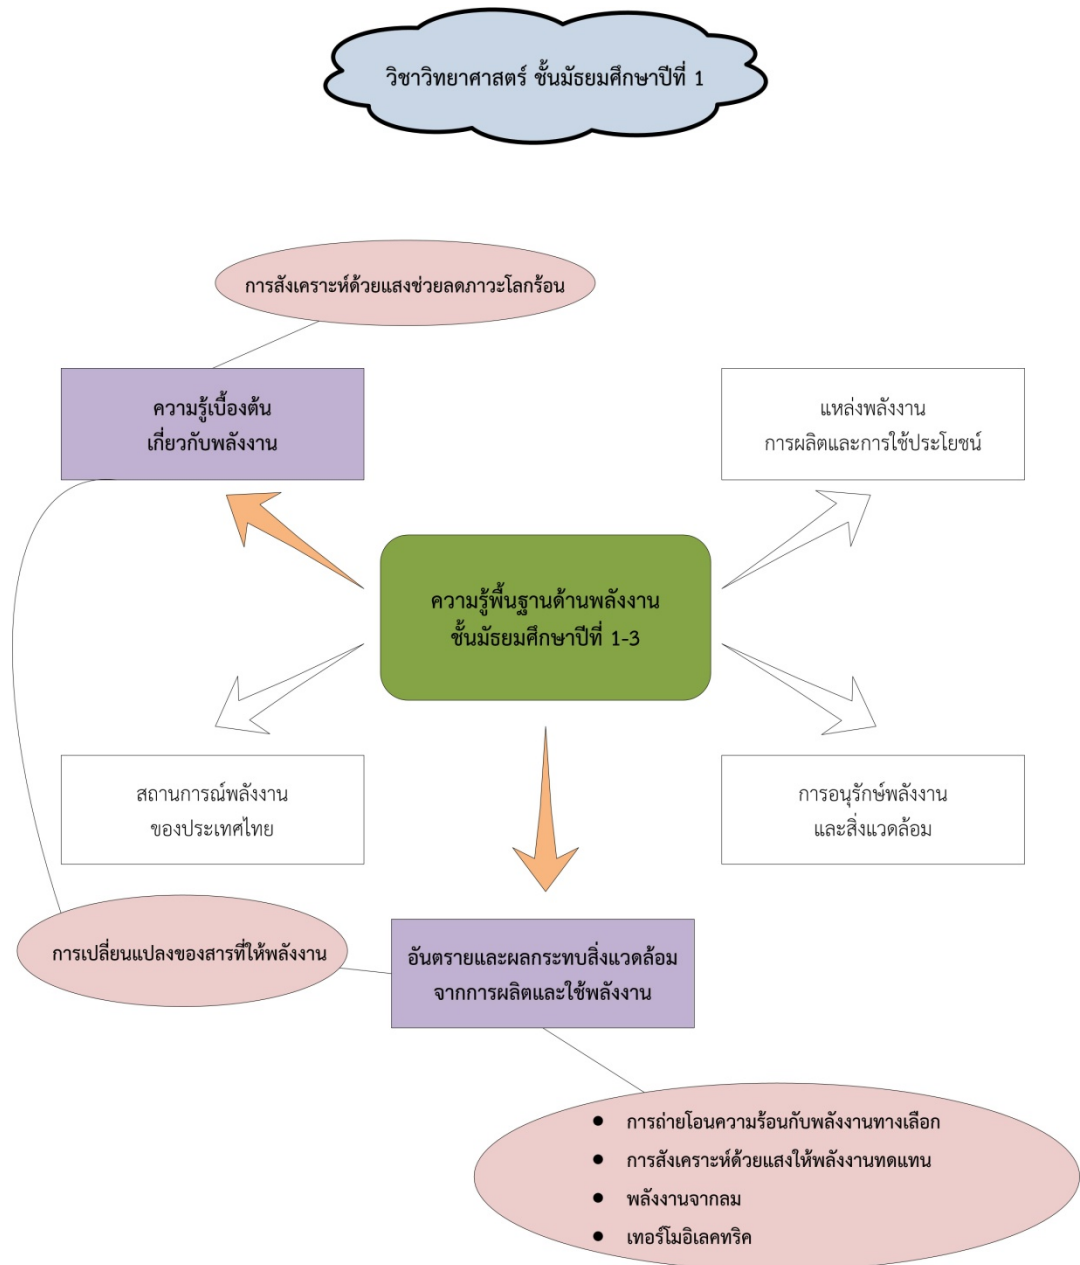 วิชาวิทยาศาสตร์ ชั้นมัธยมศึกษาปีที่ 1
การสังเคราะห์ด้วยแสงช่วยลดภาวะโลกร้อน
ความรู้เบื้องต้น
เกี่ยวกับพลังงาน
แหล่งพลังงาน
การผลิตและการใช้ประโยชน์
ความรู้พื้นฐานด้านพลังงาน
ชั้นมัธยมศึกษาปีที่ 1-3
สถานการณ์พลังงาน
ของประเทศไทย
การอนุรักษ์พลังงาน
และสิ่งแวดล้อม
การเปลี่ยนแปลงของสารที่ให้พลังงาน
อันตรายและผลกระทบสิ่งแวดล้อม
จากการผลิตและใช้พลังงาน
● การถ่ายโอนความร้อนกับพลังงานทางเลือก
● การสังเคราะห์ด้วยแสงให้พลังงานทดแทน
● พลังงานจากลม
● เทอร์โมอิเลคทริค